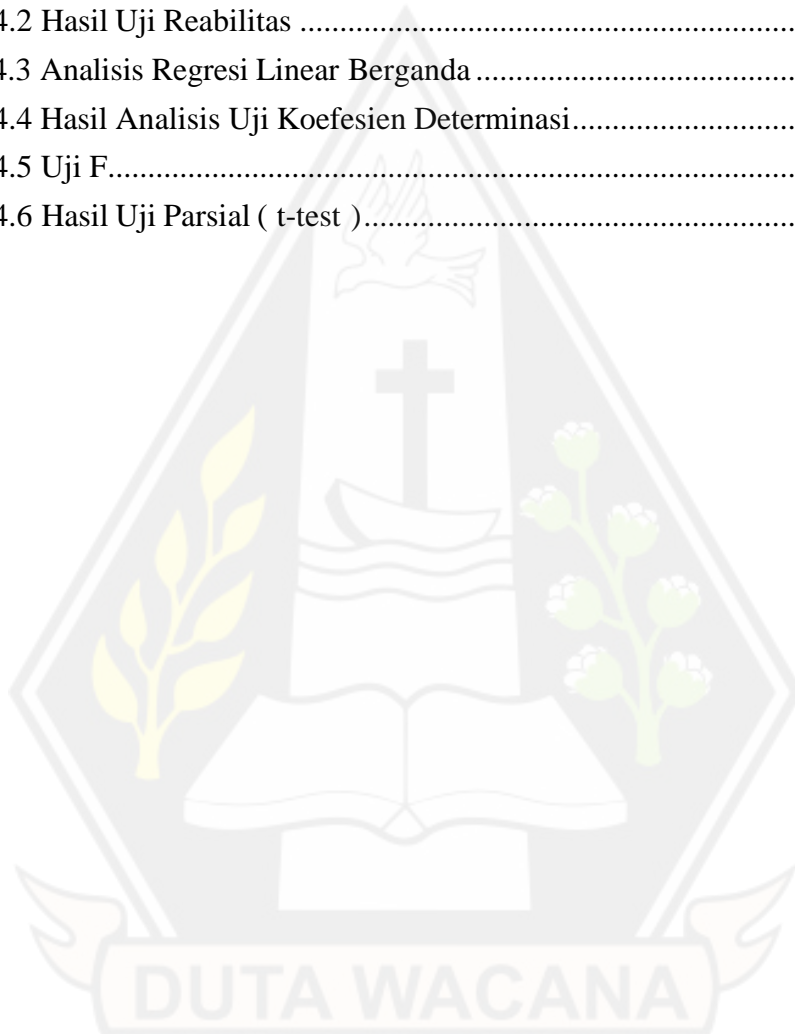 4.2 Hasil Uji Reabilitas ..............................................................
4.3 Analisis Regresi Linear Berganda ........................................
4.4 Hasil Analisis Uji Koefesien Determinasi............................
4.5 Uji F......................................................................................
4.6 Hasil Uji Parsial ( t-test ).......................................................
DUTA WACANA